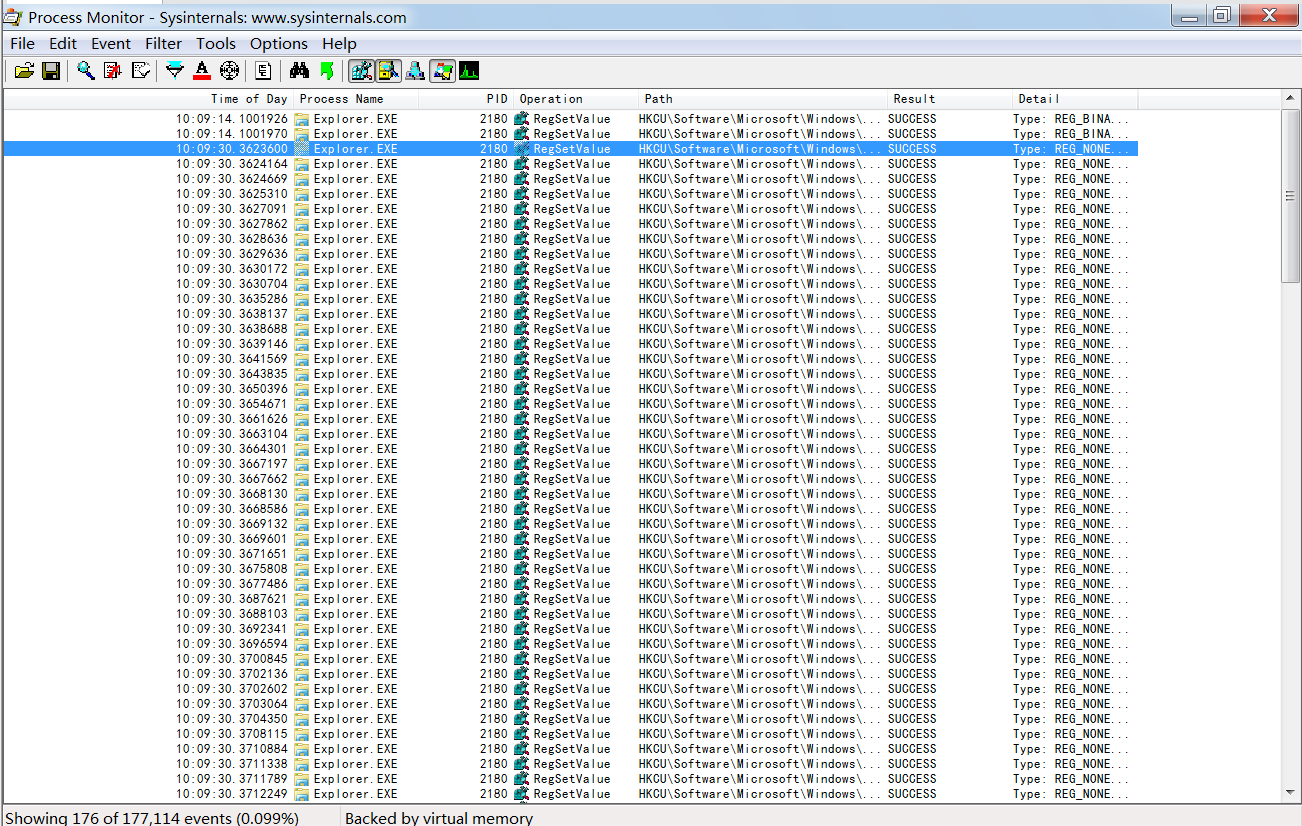 Process Monitor - Sysinternals: www.sysinternals.com
File Edit Event Filter Tools Options Help
Time of Day Process Name PID Operation Path Result Detail
10:09:14.1001926 Explorer.EXE 2180 RegSetValue HKCU\Software\Microsoft\Windows\... SUCCESS Type: REG_BINA...
10:09:14.1001970 Explorer.EXE 2180 RegSetValue HKCU\Software\Microsoft\Windows\... SUCCESS Type: REG_BINA...
10:09:30.3623600 Explorer.EXE 2180 RegSetValue HKCU\Software\Microsoft\Windows\... SUCCESS Type: REG_NONE...
10:09:30.3624164 Explorer.EXE 2180 RegSetValue HKCU\Software\Microsoft\Windows\... SUCCESS Type: REG_NONE...
10:09:30.3624669 Explorer.EXE 2180 RegSetValue HKCU\Software\Microsoft\Windows\... SUCCESS Type: REG_NONE...
10:09:30.3625310 Explorer.EXE 2180 RegSetValue HKCU\Software\Microsoft\Windows\... SUCCESS Type: REG_NONE...
10:09:30.3627091 Explorer.EXE 2180 RegSetValue HKCU\Software\Microsoft\Windows\... SUCCESS Type: REG_NONE...
10:09:30.3627862 Explorer.EXE 2180 RegSetValue HKCU\Software\Microsoft\Windows\... SUCCESS Type: REG_NONE...
10:09:30.3628636 Explorer.EXE 2180 RegSetValue HKCU\Software\Microsoft\Windows\... SUCCESS Type: REG_NONE...
10:09:30.3629636 Explorer.EXE 2180 RegSetValue HKCU\Software\Microsoft\Windows\... SUCCESS Type: REG_NONE...
10:09:30.3630172 Explorer.EXE 2180 RegSetValue HKCU\Software\Microsoft\Windows\... SUCCESS Type: REG_NONE...
10:09:30.3630704 Explorer.EXE 2180 RegSetValue HKCU\Software\Microsoft\Windows\... SUCCESS Type: REG_NONE...
10:09:30.3635286 Explorer.EXE 2180 RegSetValue HKCU\Software\Microsoft\Windows\... SUCCESS Type: REG_NONE...
10:09:30.3638137 Explorer.EXE 2180 RegSetValue HKCU\Software\Microsoft\Windows\... SUCCESS Type: REG_NONE...
10:09:30.3638688 Explorer.EXE 2180 RegSetValue HKCU\Software\Microsoft\Windows\... SUCCESS Type: REG_NONE...
10:09:30.3639146 Explorer.EXE 2180 RegSetValue HKCU\Software\Microsoft\Windows\... SUCCESS Type: REG_NONE...
10:09:30.3641569 Explorer.EXE 2180 RegSetValue HKCU\Software\Microsoft\Windows\... SUCCESS Type: REG_NONE...
10:09:30.3643835 Explorer.EXE 2180 RegSetValue HKCU\Software\Microsoft\Windows\... SUCCESS Type: REG_NONE...
10:09:30.3650396 Explorer.EXE 2180 RegSetValue HKCU\Software\Microsoft\Windows\... SUCCESS Type: REG_NONE...
10:09:30.3654671 Explorer.EXE 2180 RegSetValue HKCU\Software\Microsoft\Windows\... SUCCESS Type: REG_NONE...
10:09:30.3661626 Explorer.EXE 2180 RegSetValue HKCU\Software\Microsoft\Windows\... SUCCESS Type: REG_NONE...
10:09:30.3663104 Explorer.EXE 2180 RegSetValue HKCU\Software\Microsoft\Windows\... SUCCESS Type: REG_NONE...
10:09:30.3664301 Explorer.EXE 2180 RegSetValue HKCU\Software\Microsoft\Windows\... SUCCESS Type: REG_NONE...
10:09:30.3667197 Explorer.EXE 2180 RegSetValue HKCU\Software\Microsoft\Windows\... SUCCESS Type: REG_NONE...
10:09:30.3667662 Explorer.EXE 2180 RegSetValue HKCU\Software\Microsoft\Windows\... SUCCESS Type: REG_NONE...
10:09:30.3668130 Explorer.EXE 2180 RegSetValue HKCU\Software\Microsoft\Windows\... SUCCESS Type: REG_NONE...
10:09:30.3668586 Explorer.EXE 2180 RegSetValue HKCU\Software\Microsoft\Windows\... SUCCESS Type: REG_NONE...
10:09:30.3669132 Explorer.EXE 2180 RegSetValue HKCU\Software\Microsoft\Windows\... SUCCESS Type: REG_NONE...
10:09:30.3669601 Explorer.EXE 2180 RegSetValue HKCU\Software\Microsoft\Windows\... SUCCESS Type: REG_NONE...
10:09:30.3671651 Explorer.EXE 2180 RegSetValue HKCU\Software\Microsoft\Windows\... SUCCESS Type: REG_NONE...
10:09:30.3675808 Explorer.EXE 2180 RegSetValue HKCU\Software\Microsoft\Windows\... SUCCESS Type: REG_NONE...
10:09:30.3677486 Explorer.EXE 2180 RegSetValue HKCU\Software\Microsoft\Windows\... SUCCESS Type: REG_NONE...
10:09:30.3687621 Explorer.EXE 2180 RegSetValue HKCU\Software\Microsoft\Windows\... SUCCESS Type: REG_NONE...
10:09:30.3688103 Explorer.EXE 2180 RegSetValue HKCU\Software\Microsoft\Windows\... SUCCESS Type: REG_NONE...
10:09:30.3692341 Explorer.EXE 2180 RegSetValue HKCU\Software\Microsoft\Windows\... SUCCESS Type: REG_NONE...
10:09:30.3696594 Explorer.EXE 2180 RegSetValue HKCU\Software\Microsoft\Windows\... SUCCESS Type: REG_NONE...
10:09:30.3700845 Explorer.EXE 2180 RegSetValue HKCU\Software\Microsoft\Windows\... SUCCESS Type: REG_NONE...
10:09:30.3702136 Explorer.EXE 2180 RegSetValue HKCU\Software\Microsoft\Windows\... SUCCESS Type: REG_NONE...
10:09:30.3702602 Explorer.EXE 2180 RegSetValue HKCU\Software\Microsoft\Windows\... SUCCESS Type: REG_NONE...
10:09:30.3703064 Explorer.EXE 2180 RegSetValue HKCU\Software\Microsoft\Windows\... SUCCESS Type: REG_NONE...
10:09:30.3704350 Explorer.EXE 2180 RegSetValue HKCU\Software\Microsoft\Windows\... SUCCESS Type: REG_NONE...
10:09:30.3708115 Explorer.EXE 2180 RegSetValue HKCU\Software\Microsoft\Windows\... SUCCESS Type: REG_NONE...
10:09:30.3710884 Explorer.EXE 2180 RegSetValue HKCU\Software\Microsoft\Windows\... SUCCESS Type: REG_NONE...
10:09:30.3711338 Explorer.EXE 2180 RegSetValue HKCU\Software\Microsoft\Windows\... SUCCESS Type: REG_NONE...
10:09:30.3711789 Explorer.EXE 2180 RegSetValue HKCU\Software\Microsoft\Windows\... SUCCESS Type: REG_NONE...
10:09:30.3712249 Explorer.EXE 2180 RegSetValue HKCU\Software\Microsoft\Windows\... SUCCESS Type: REG_NONE...
Showing 176 of 177,114 events (0.099%) Backed by virtual memory